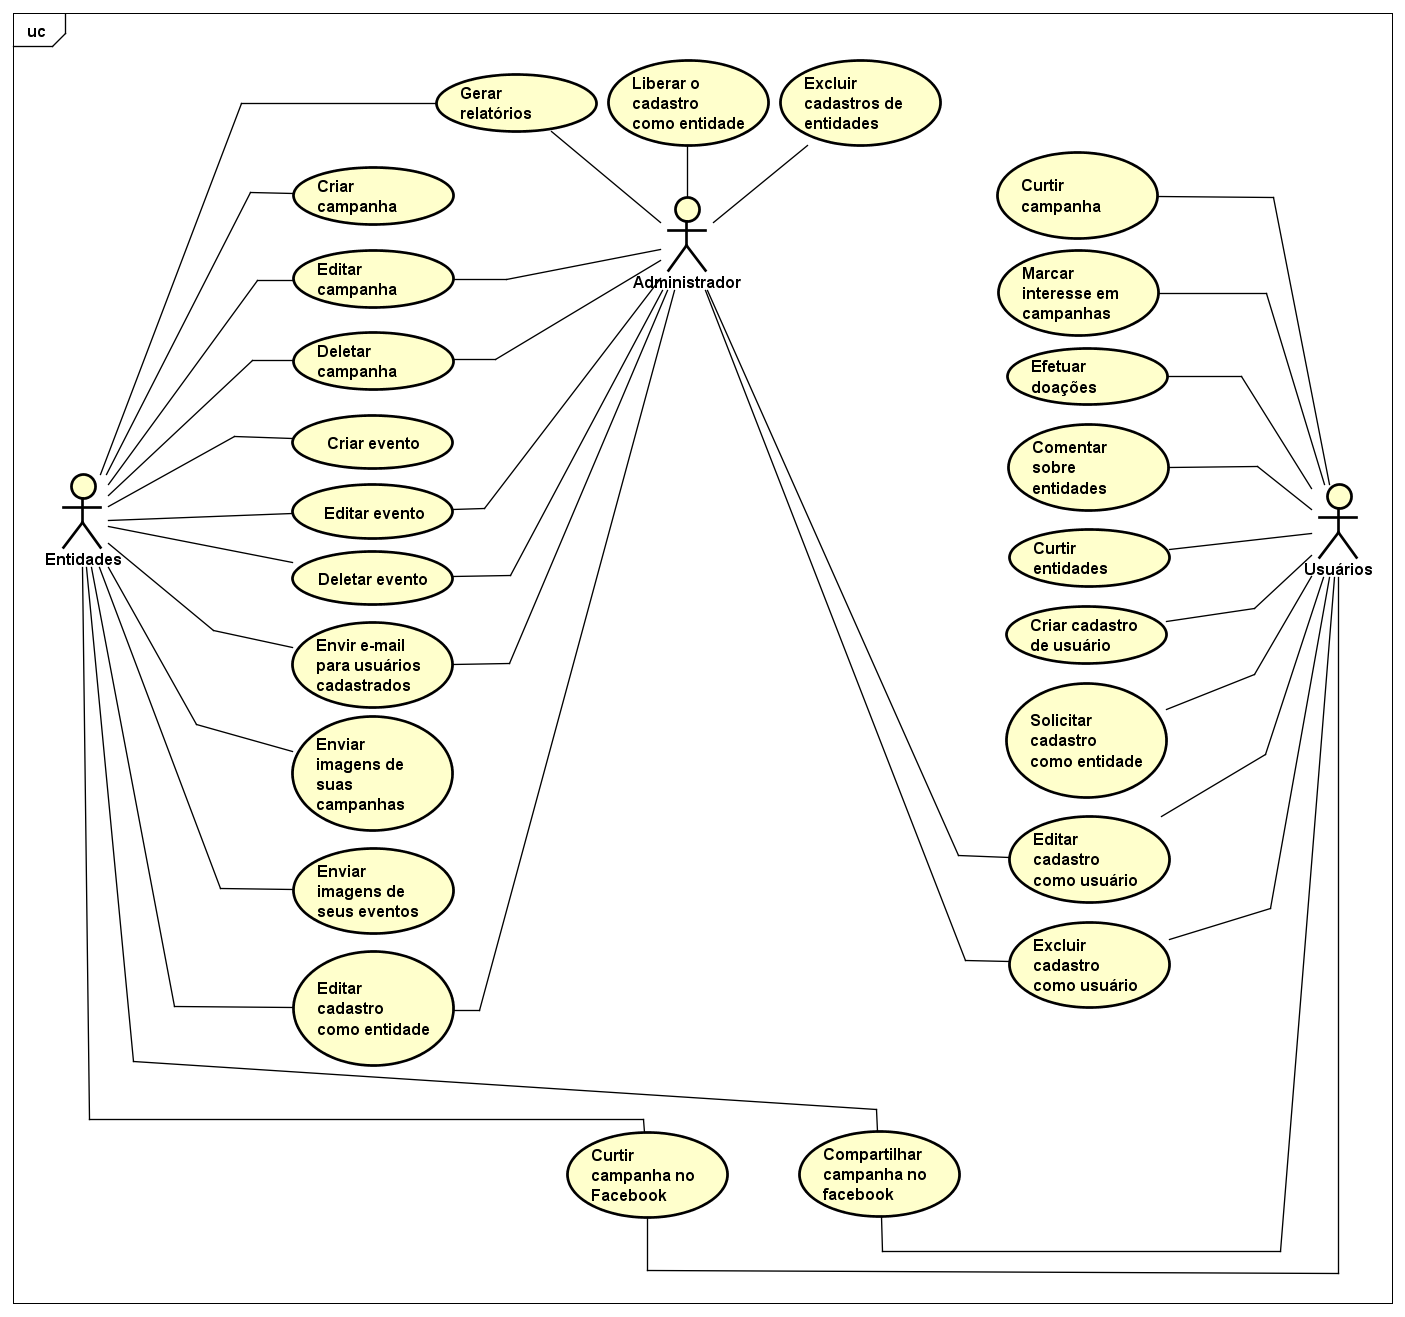 uc
Gerar
relatórios
Liberar o
cadastro
como entidade
Excluir
cadastros de
entidades
Criar
campanha
Editar
campanha
Deletar
campanha
Criar evento
Editar evento
Deletar evento
Envir e-mail
para usuários
cadastrados
Enviar
imagens de
suas
campanhas
Enviar
imagens de
seus eventos
Editar
cadastro
como entidade
Entidades
Administrador
Curtir
campanha
Marcar
interesse em
campanhas
Efetuar
doações
Comentar
sobre
entidades
Curtir
entidades
Criar cadastro
de usuário
Solicitar
cadastro
como entidade
Editar
cadastro
como usuário
Excluir
cadastro
como usuário
Usuários
Curtir
campanha no
Facebook
Compartilhar
campanha no
facebook